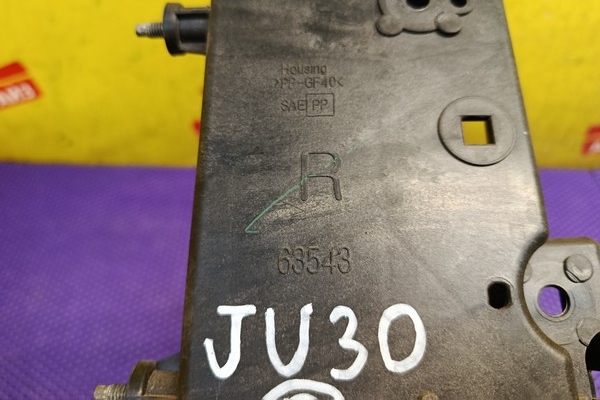 Housing
>PP-GF40<
SAE PP
R
63543
JU30